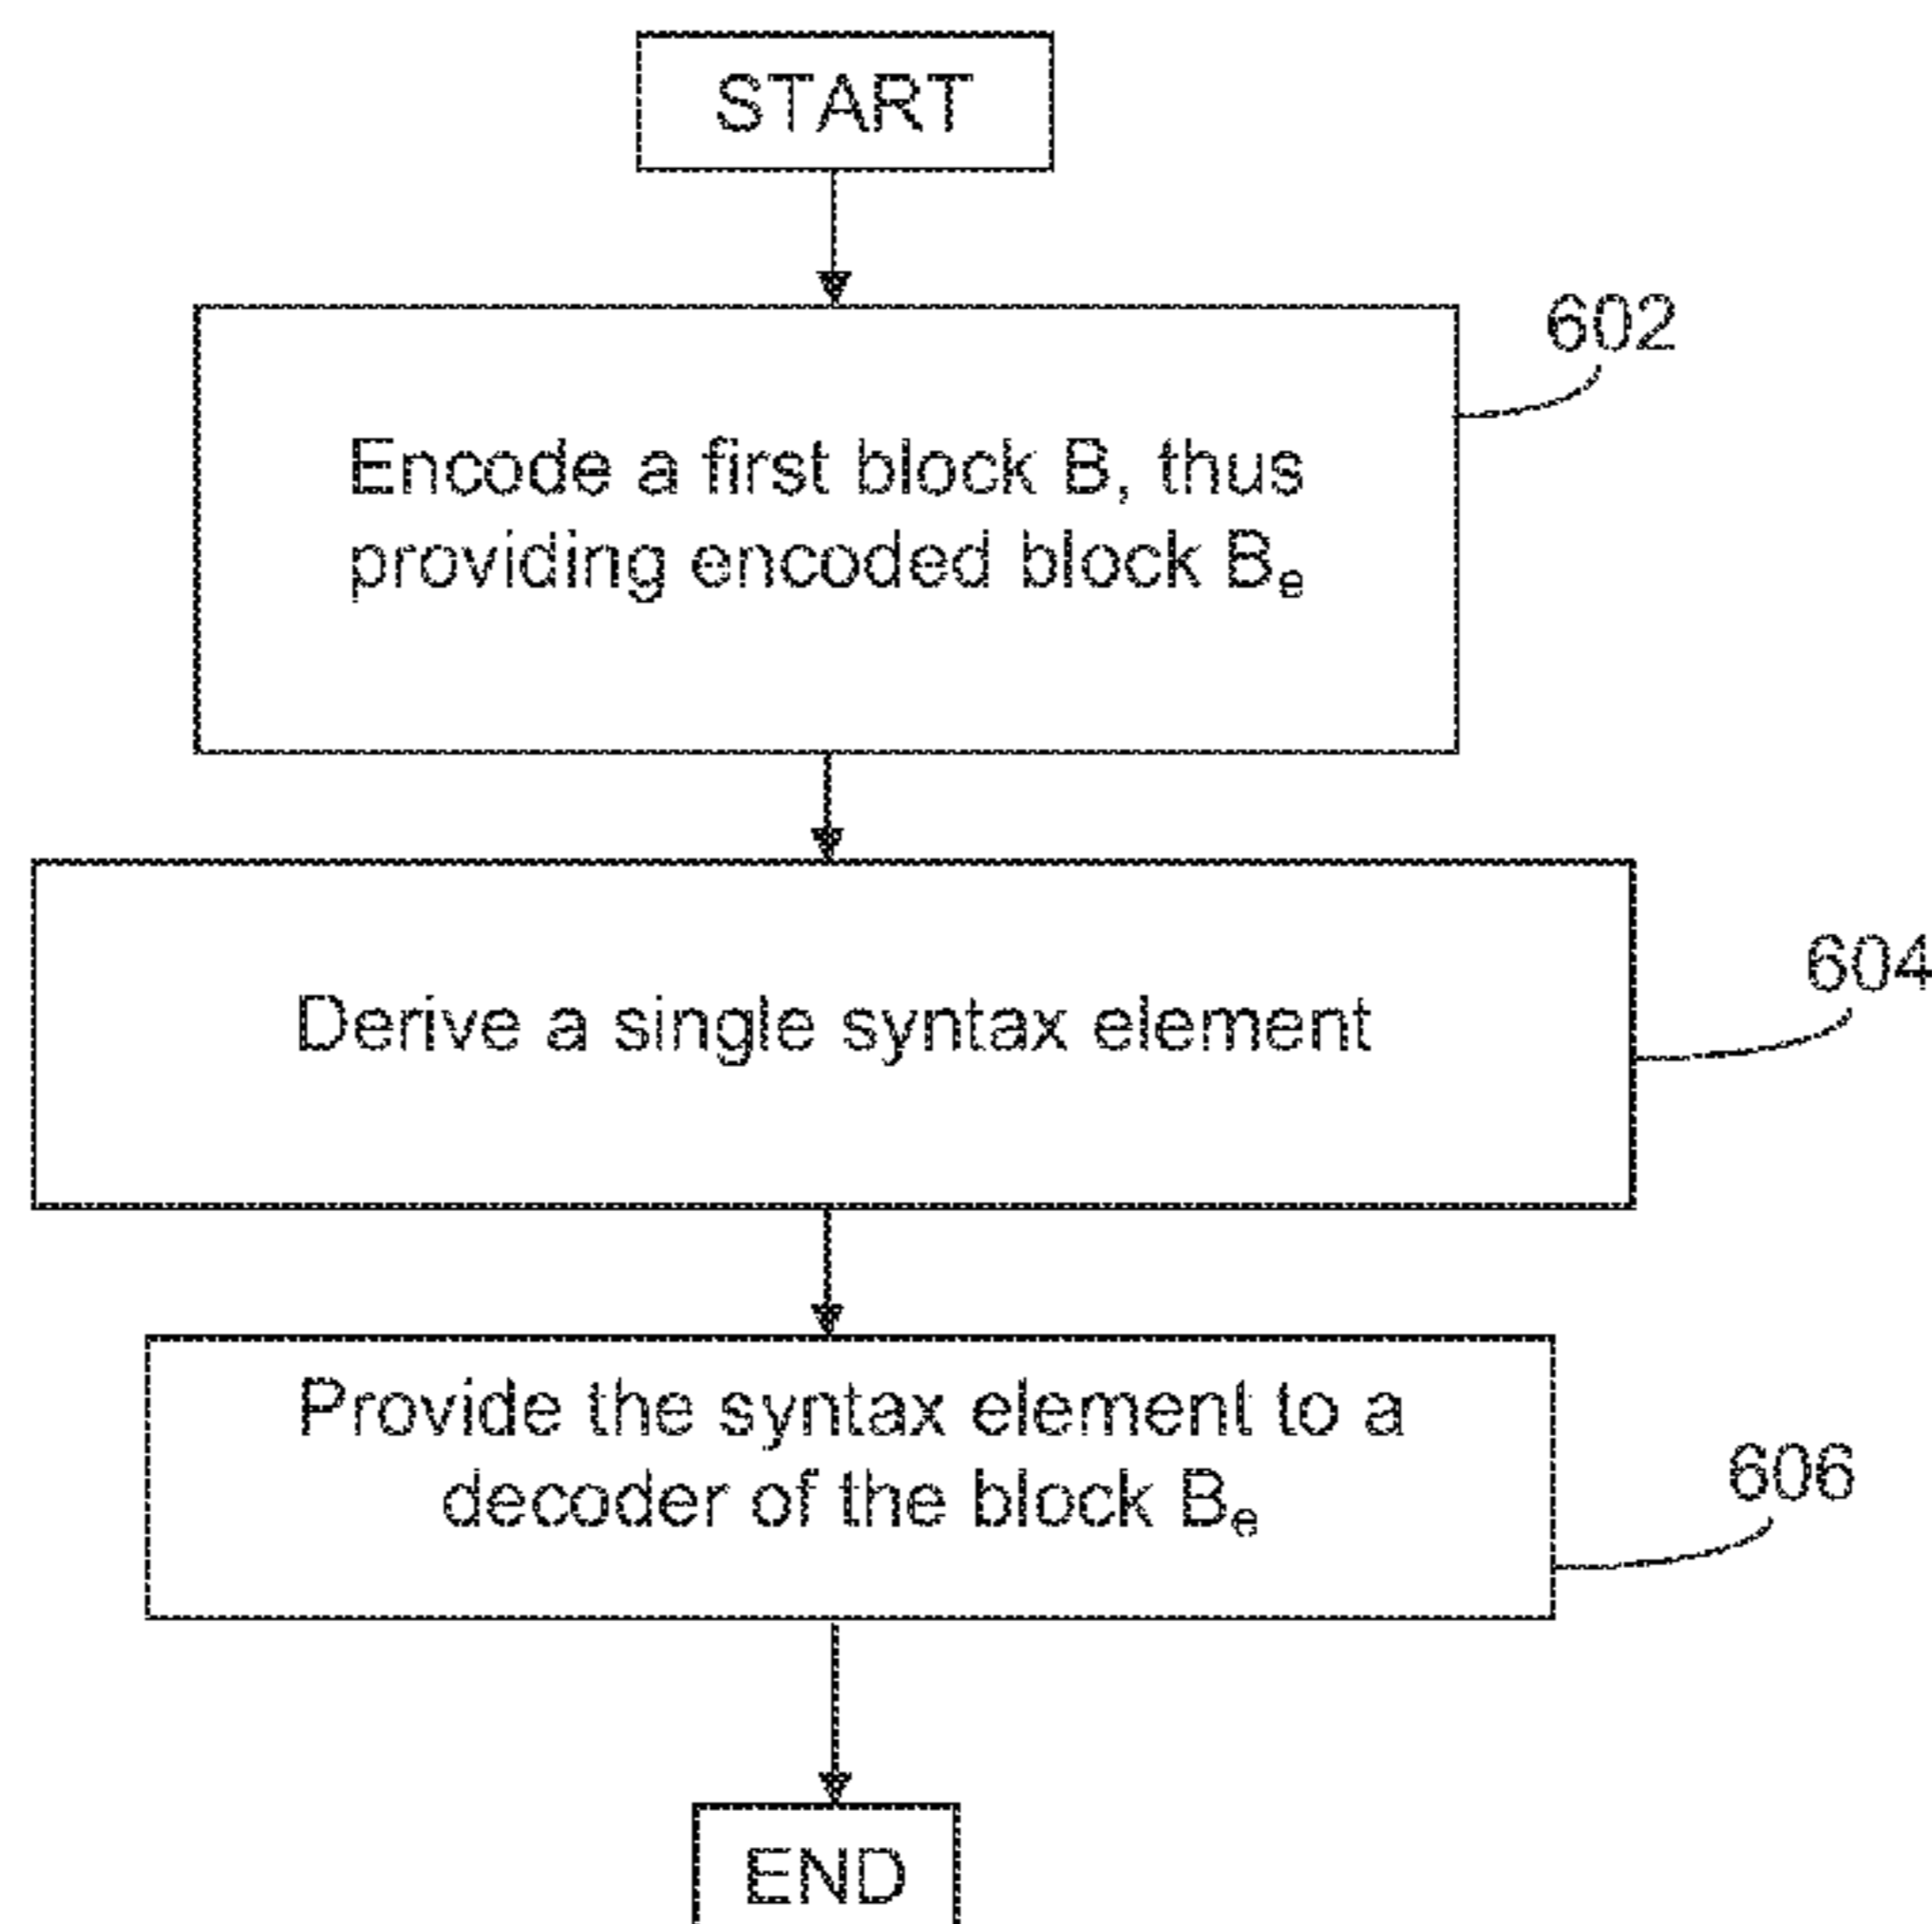 START
602
Encode a first block B, thus
providing encoded block Be
604
Derive a single syntax element
Provide the syntax element to a
606
decoder of the block Be
END